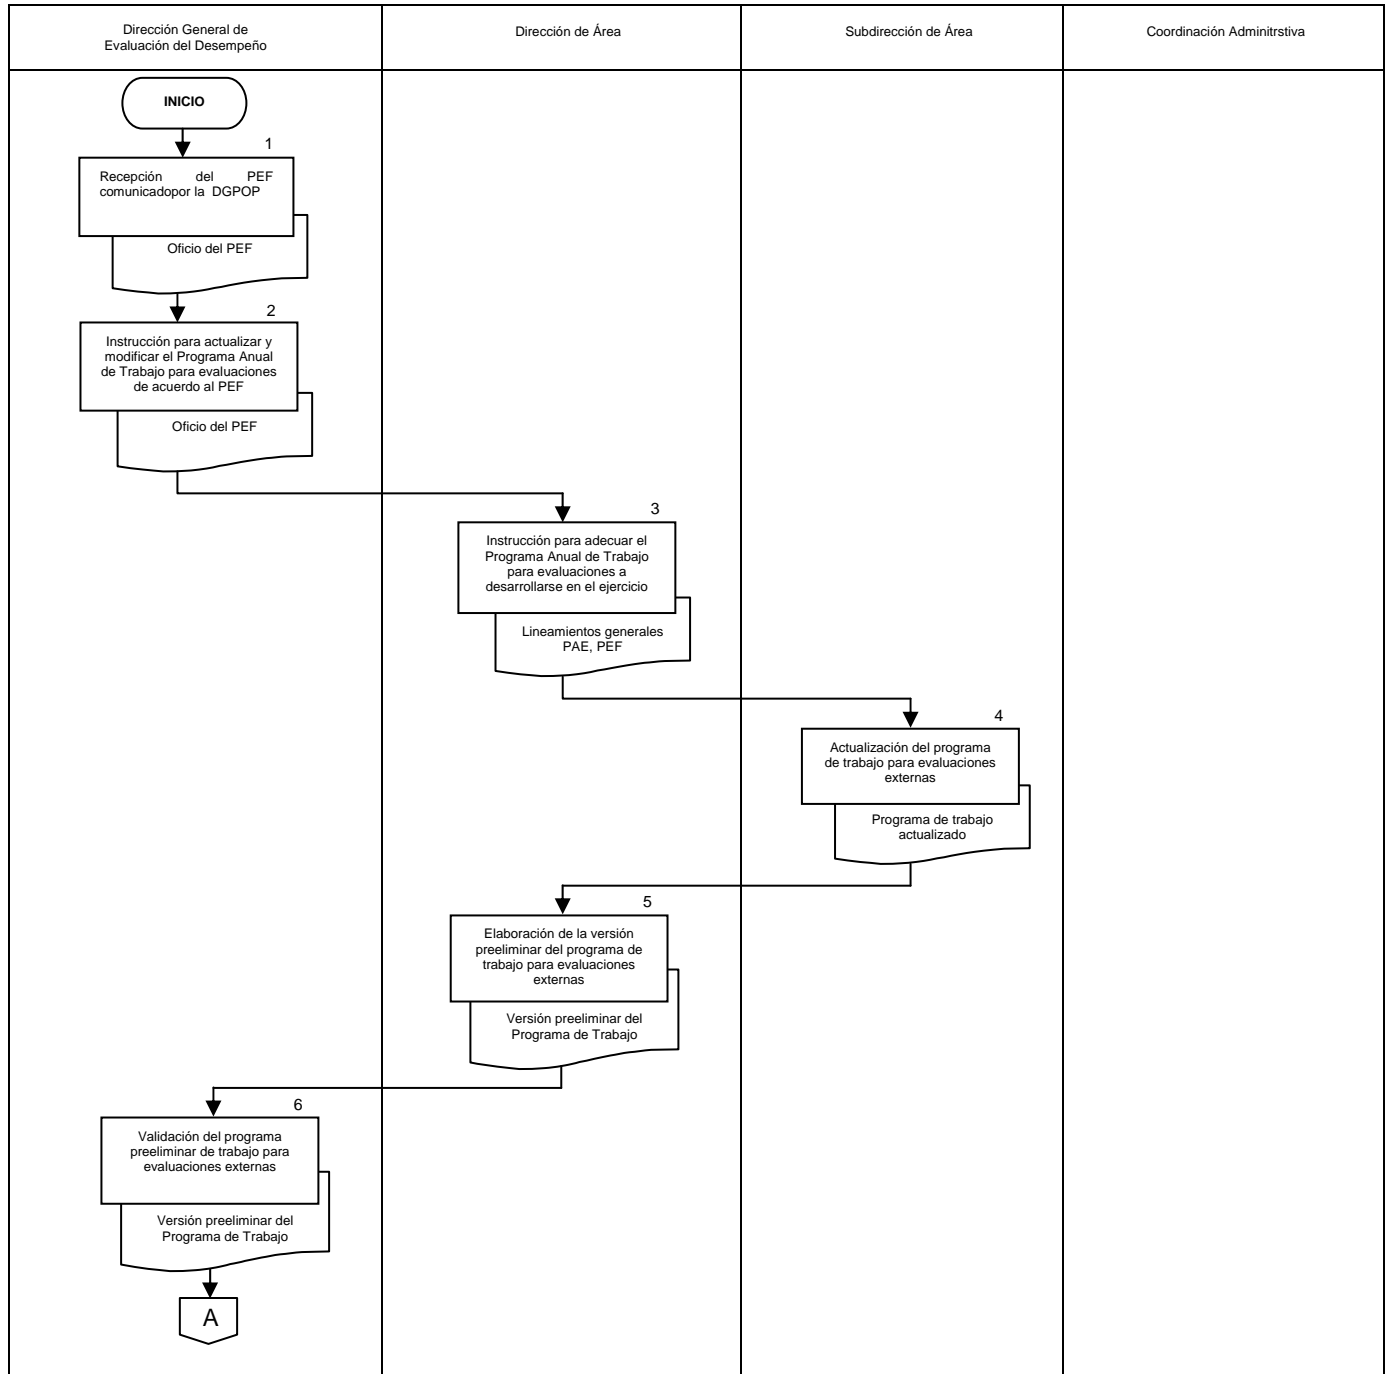 Dirección General de
Evaluación del Desempeño
Dirección de Área
Subdirección de Área
Coordinación Adminitrstiva
INICIO
1
Recepción del PEF
comunicadopor la DGPOP
Oficio del PEF
2
Instrucción para actualizar y
modificar el Programa Anual
de Trabajo para evaluaciones
de acuerdo al PEF
Oficio del PEF
3
Instrucción para adecuar el
Programa Anual de Trabajo
para evaluaciones a
desarrollarse en el ejercicio
Lineamientos generales
PAE, PEF
4
Actualización del programa
de trabajo para evaluaciones
externas
Programa de trabajo
actualizado
5
Elaboración de la versión
preeliminar del programa de
trabajo para evaluaciones
externas
Versión preeliminar del
Programa de Trabajo
6
Validación del programa
preeliminar de trabajo para
evaluaciones externas
Versión preeliminar del
Programa de Trabajo
A